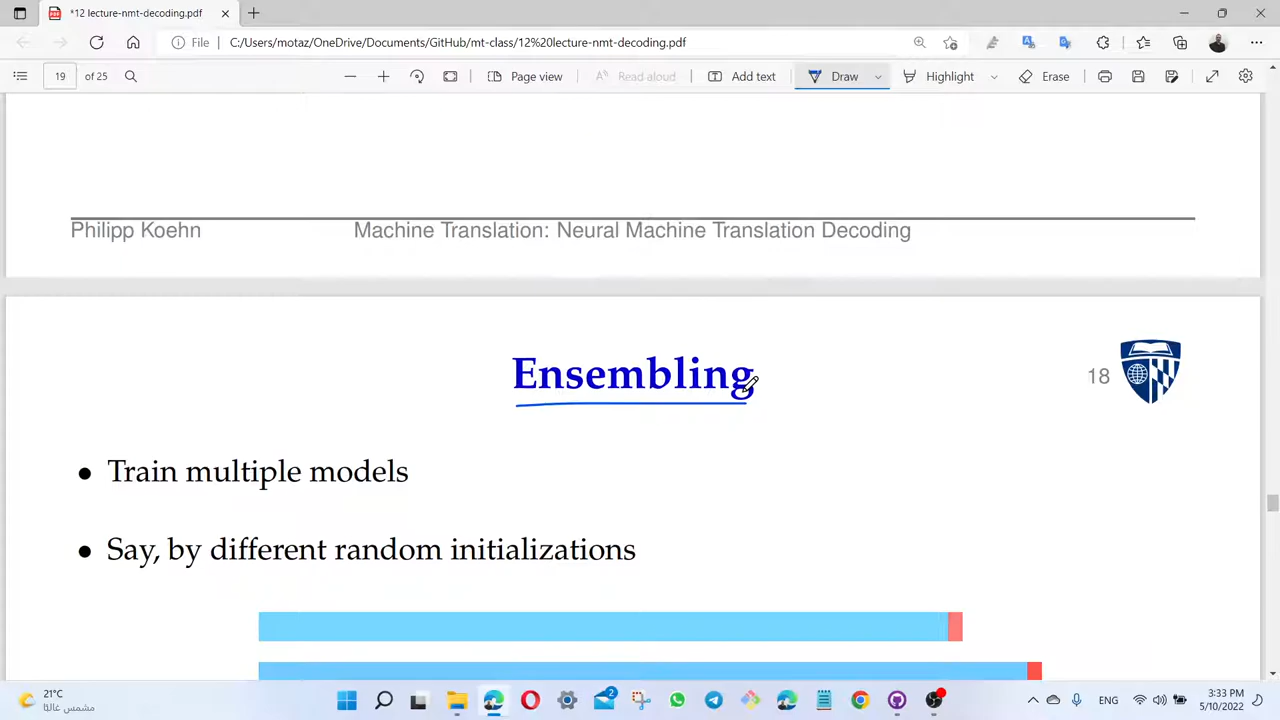 *12 lecture-nmt-decoding.pdf
File
C:/Users/motaz/OneDrive/Documents/GitHub/mt-class/12%20lecture-nmt-decoding.pdf
19 of 25
Page view
Read aloud
Add text
Draw
Highlight
Erase
Philipp Koehn
Machine Translation: Neural Machine Translation Decoding
Ensembling
18
• Train multiple models
• Say, by different random initializations
21°C
مشمس غالبًا
2
ENG
3:33 PM
5/10/2022